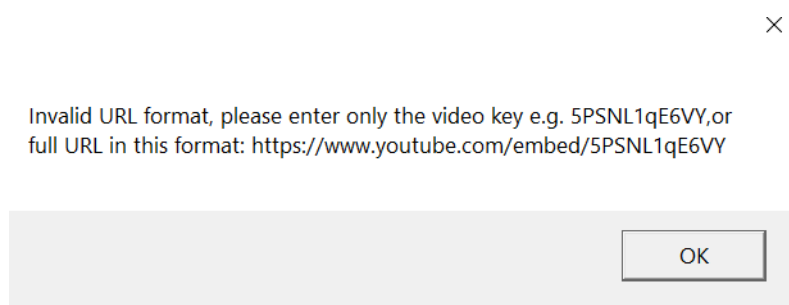 Invalid URL format, please enter only the video key e.g. 5PSNL1qE6VY,or
full URL in this format: https://www.youtube.com/embed/5PSNL1qE6VY
OK